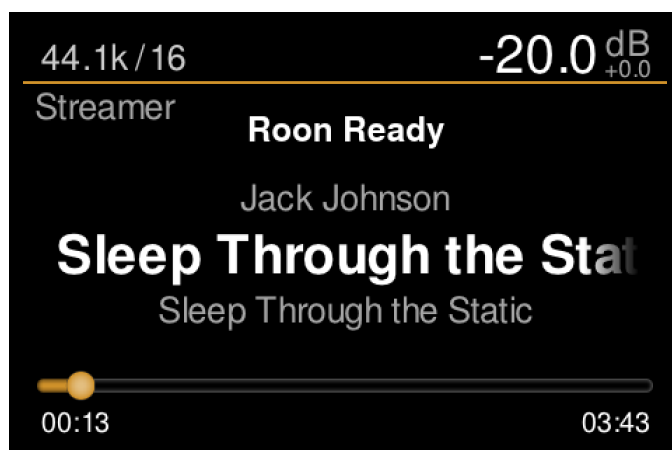 44.1k/16
-20.0 dB
+0.0
Streamer
Roon Ready
Jack Johnson
Sleep Through the Stat
Sleep Through the Static
00:13
03:43